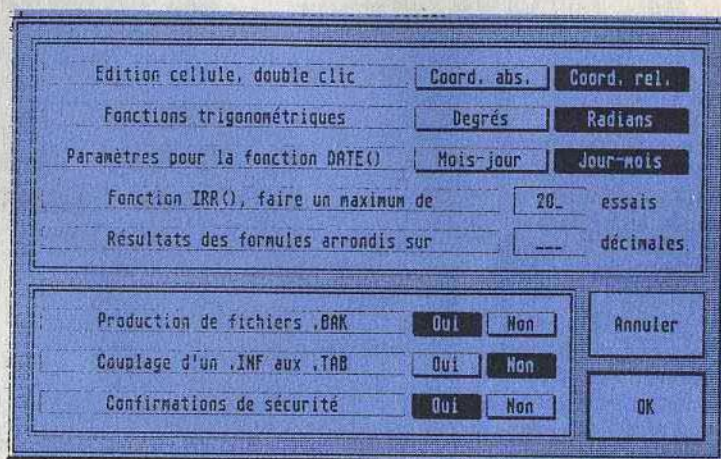 Edition cellule, double clic Coord. abs. Coord. rel.
Fonctions trigonométriques Degrés Radians
Paramètres pour la fonction DATE() Mois-jour Jour-mois
Fonction IRR(), faire un maximum de 20_ essais
Résultats des formules arrondis sur ___ décimales
Production de fichiers .BAK Oui Non
Couplage d'un .INF aux .TAB Oui Non
Confirmations de sécurité Oui Non
Annuler
OK